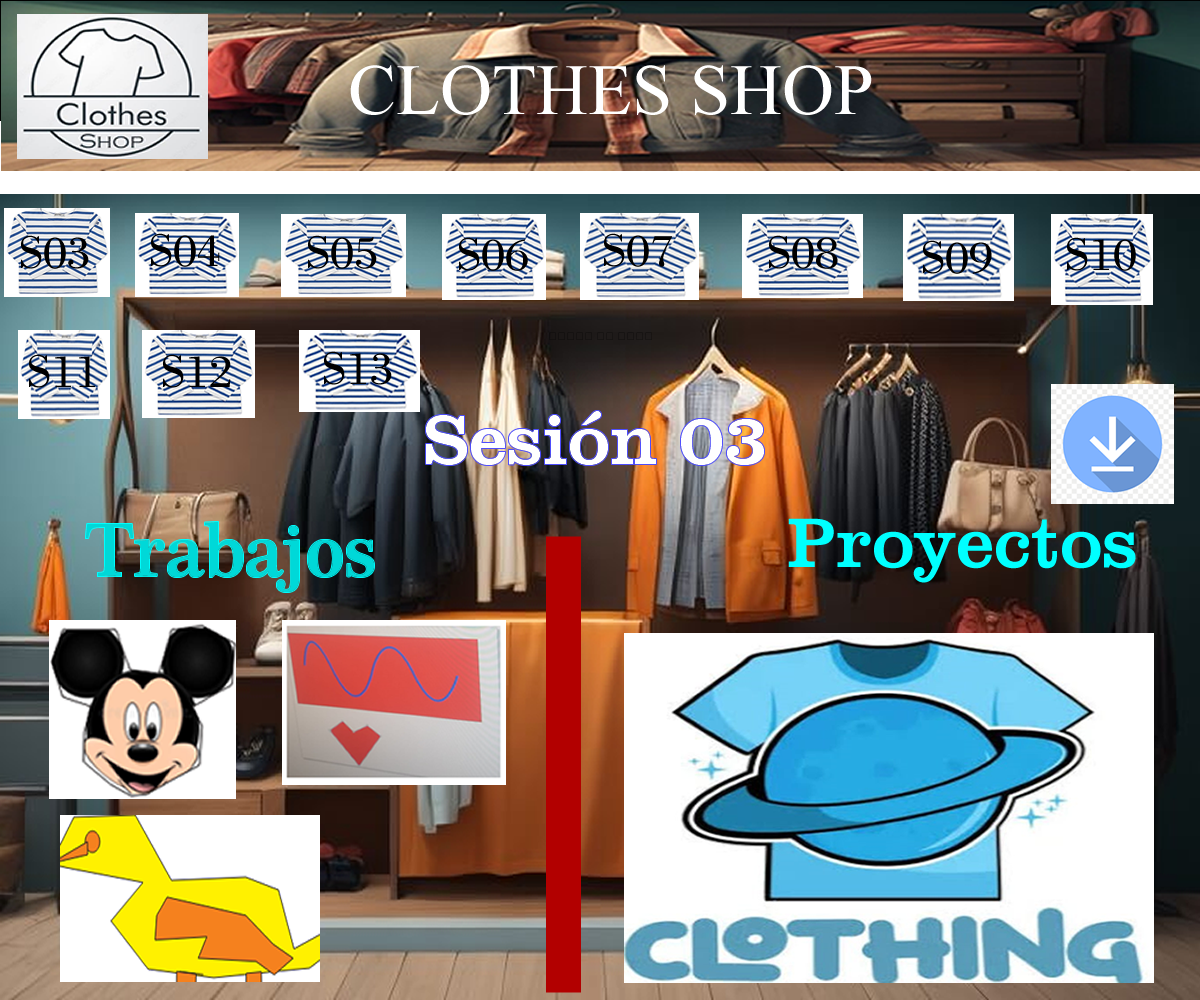 Clothes
SHOP
CLOTHES SHOP
S03
S04
S05
S06
S07
S08
S09
S10
S11
S12
S13
Sesión 03
Trabajos
Proyectos
CLOTHING